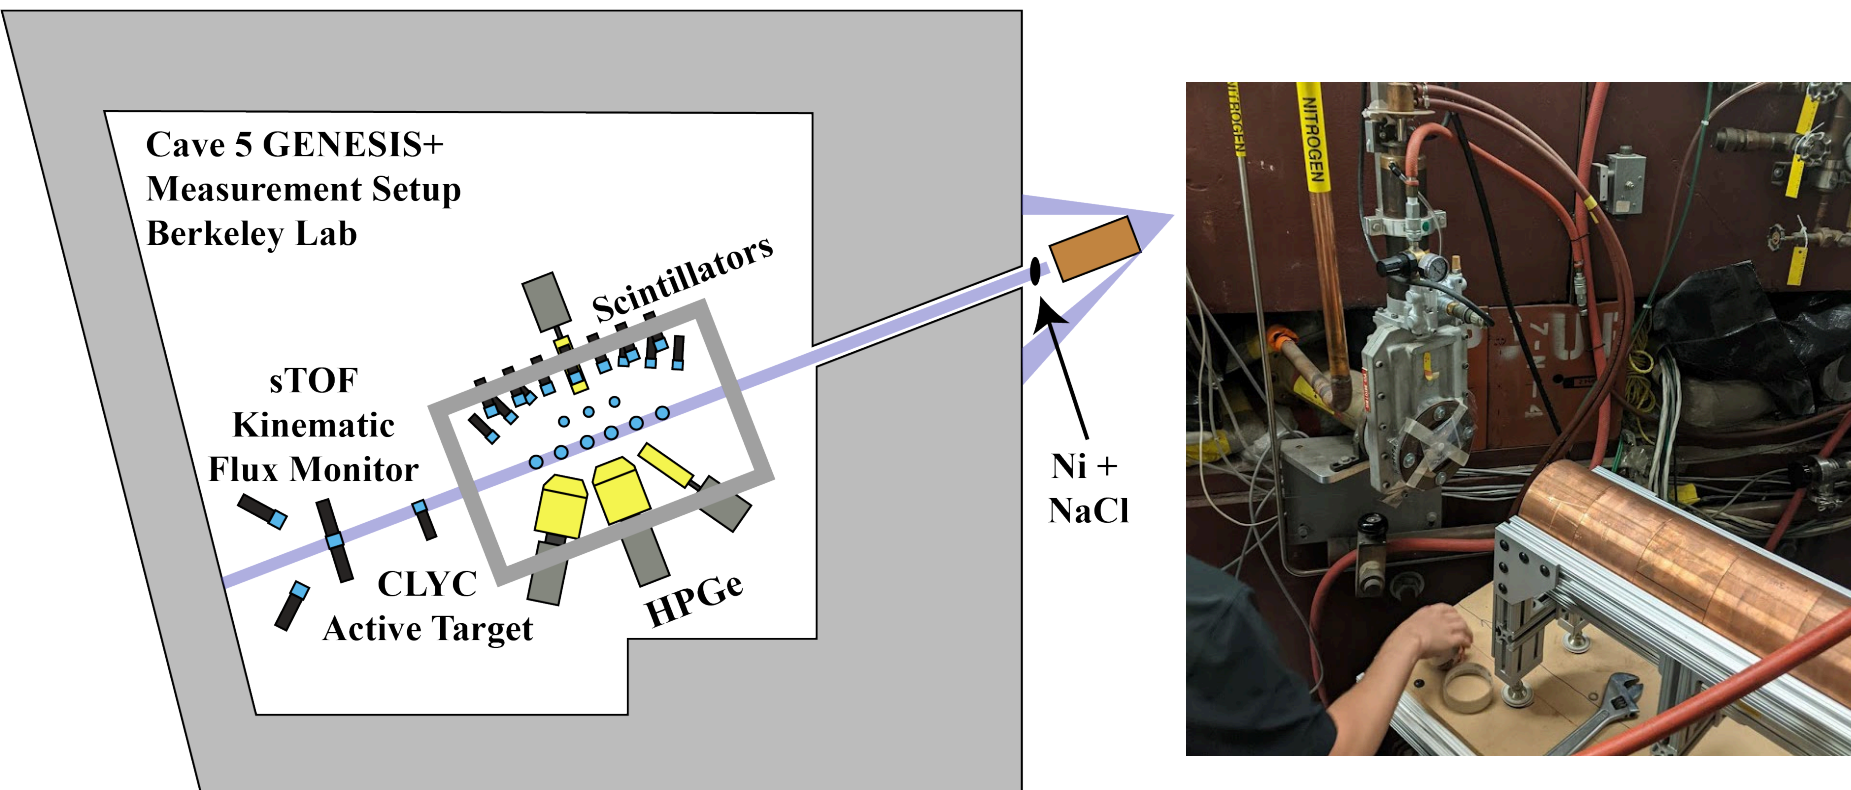 Cave 5 GENESIS+
Measurement Setup
Berkeley Lab
Scintillators
sTOF
Kinematic
Flux Monitor
CLYC
Active Target
HPGe
Ni +
NaCl
NITROGEN
NITROGEN